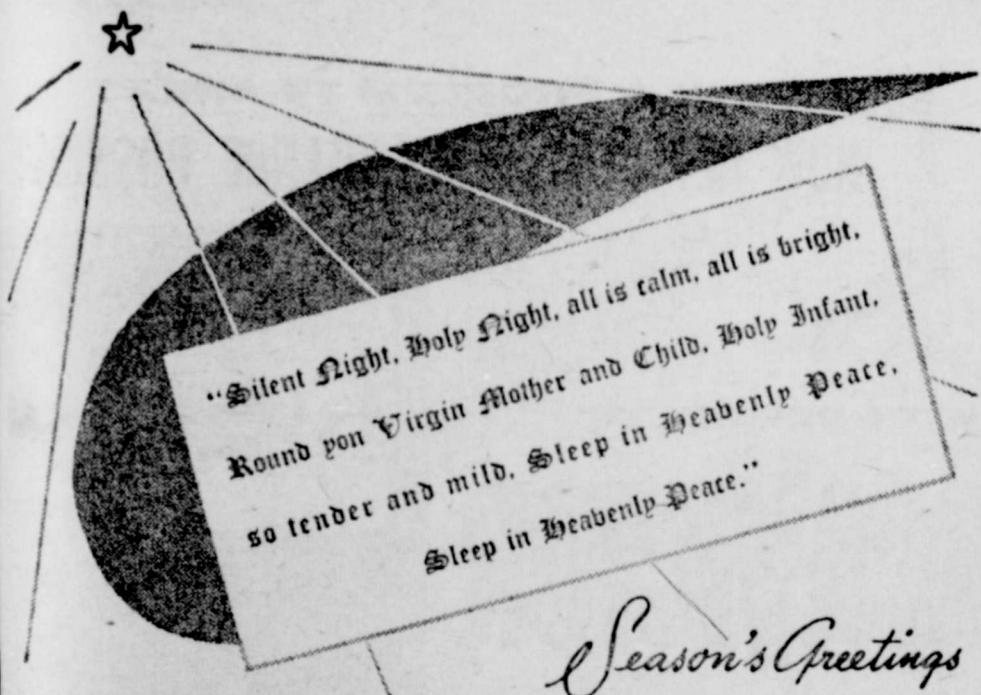 "Silent Night, Holy Night, all is calm, all is bright,
Round yon Virgin Mother and Child, Holy Infant,
so tender and mild, Sleep in Heavenly Peace,
Sleep in Heavenly Peace."
Season's Greetings